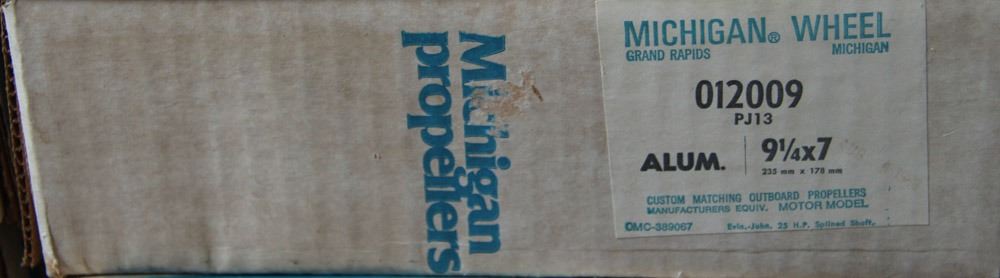 Michigan
propellers
MICHIGAN® WHEEL
GRAND RAPIDS MICHIGAN
012009
PJ13
ALUM. 9¼x7
235 mm x 178 mm
CUSTOM MATCHING OUTBOARD PROPELLERS
MANUFACTURERS EQUIV. MOTOR MODEL
OMC-389067 Evin.-John. 25 H.P. Splined Shaft.